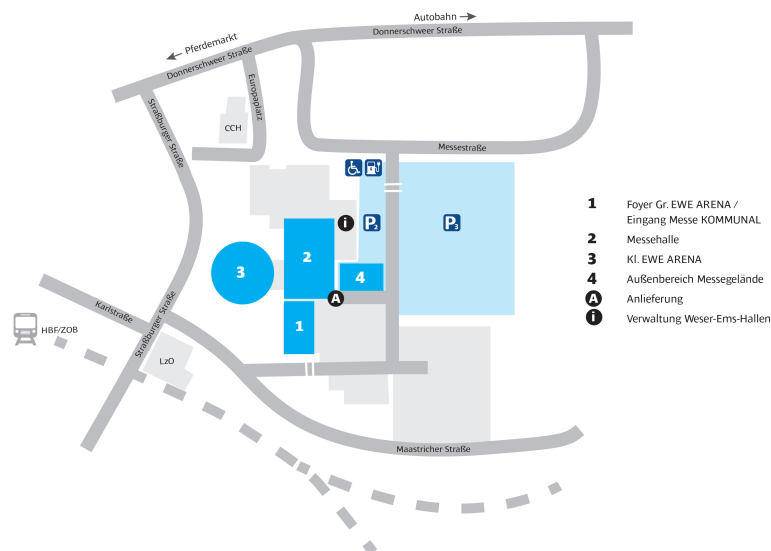 Autobahn
Donnerschweer Straße
Pferdemarkt
Donnerschweer Straße
Europaplatz
Straßburger
Straße
CCH
Messestraße
i
P2
P3
3
2
4
A
1
Karlstraße
HBF/ZOB
Straßburger Straße
LzO
Maastricher Straße
1 Foyer Gr. EWE ARENA /
Eingang Messe KOMMUNAL
2 Messehalle
3 Kl. EWE ARENA
4 Außenbereich Messegelände
A Anlieferung
i Verwaltung Weser-Ems-Hallen